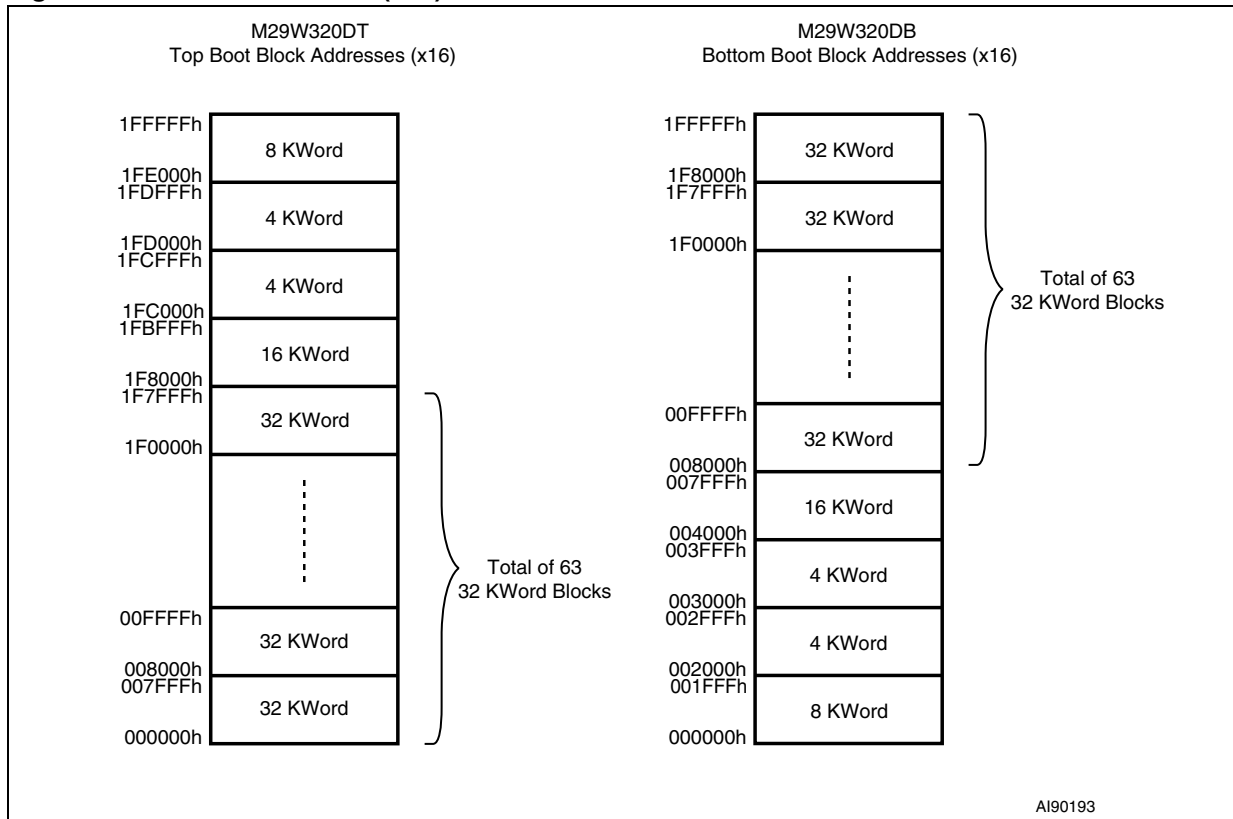 M29W320DT
Top Boot Block Addresses (x16)
1FFFFFh
8 KWord
1FE000h
1FDFFFh
4 KWord
1FD000h
1FCFFFh
4 KWord
1FC000h
1FBFFFh
16 KWord
1F8000h
1F7FFFh
32 KWord
1F0000h
Total of 63
32 KWord Blocks
00FFFFh
32 KWord
008000h
007FFFh
32 KWord
000000h
M29W320DB
Bottom Boot Block Addresses (x16)
1FFFFFh
32 KWord
1F8000h
1F7FFFh
32 KWord
1F0000h
Total of 63
32 KWord Blocks
00FFFFh
32 KWord
008000h
007FFFh
16 KWord
004000h
003FFFh
4 KWord
003000h
002FFFh
4 KWord
002000h
001FFFh
8 KWord
000000h
AI90193